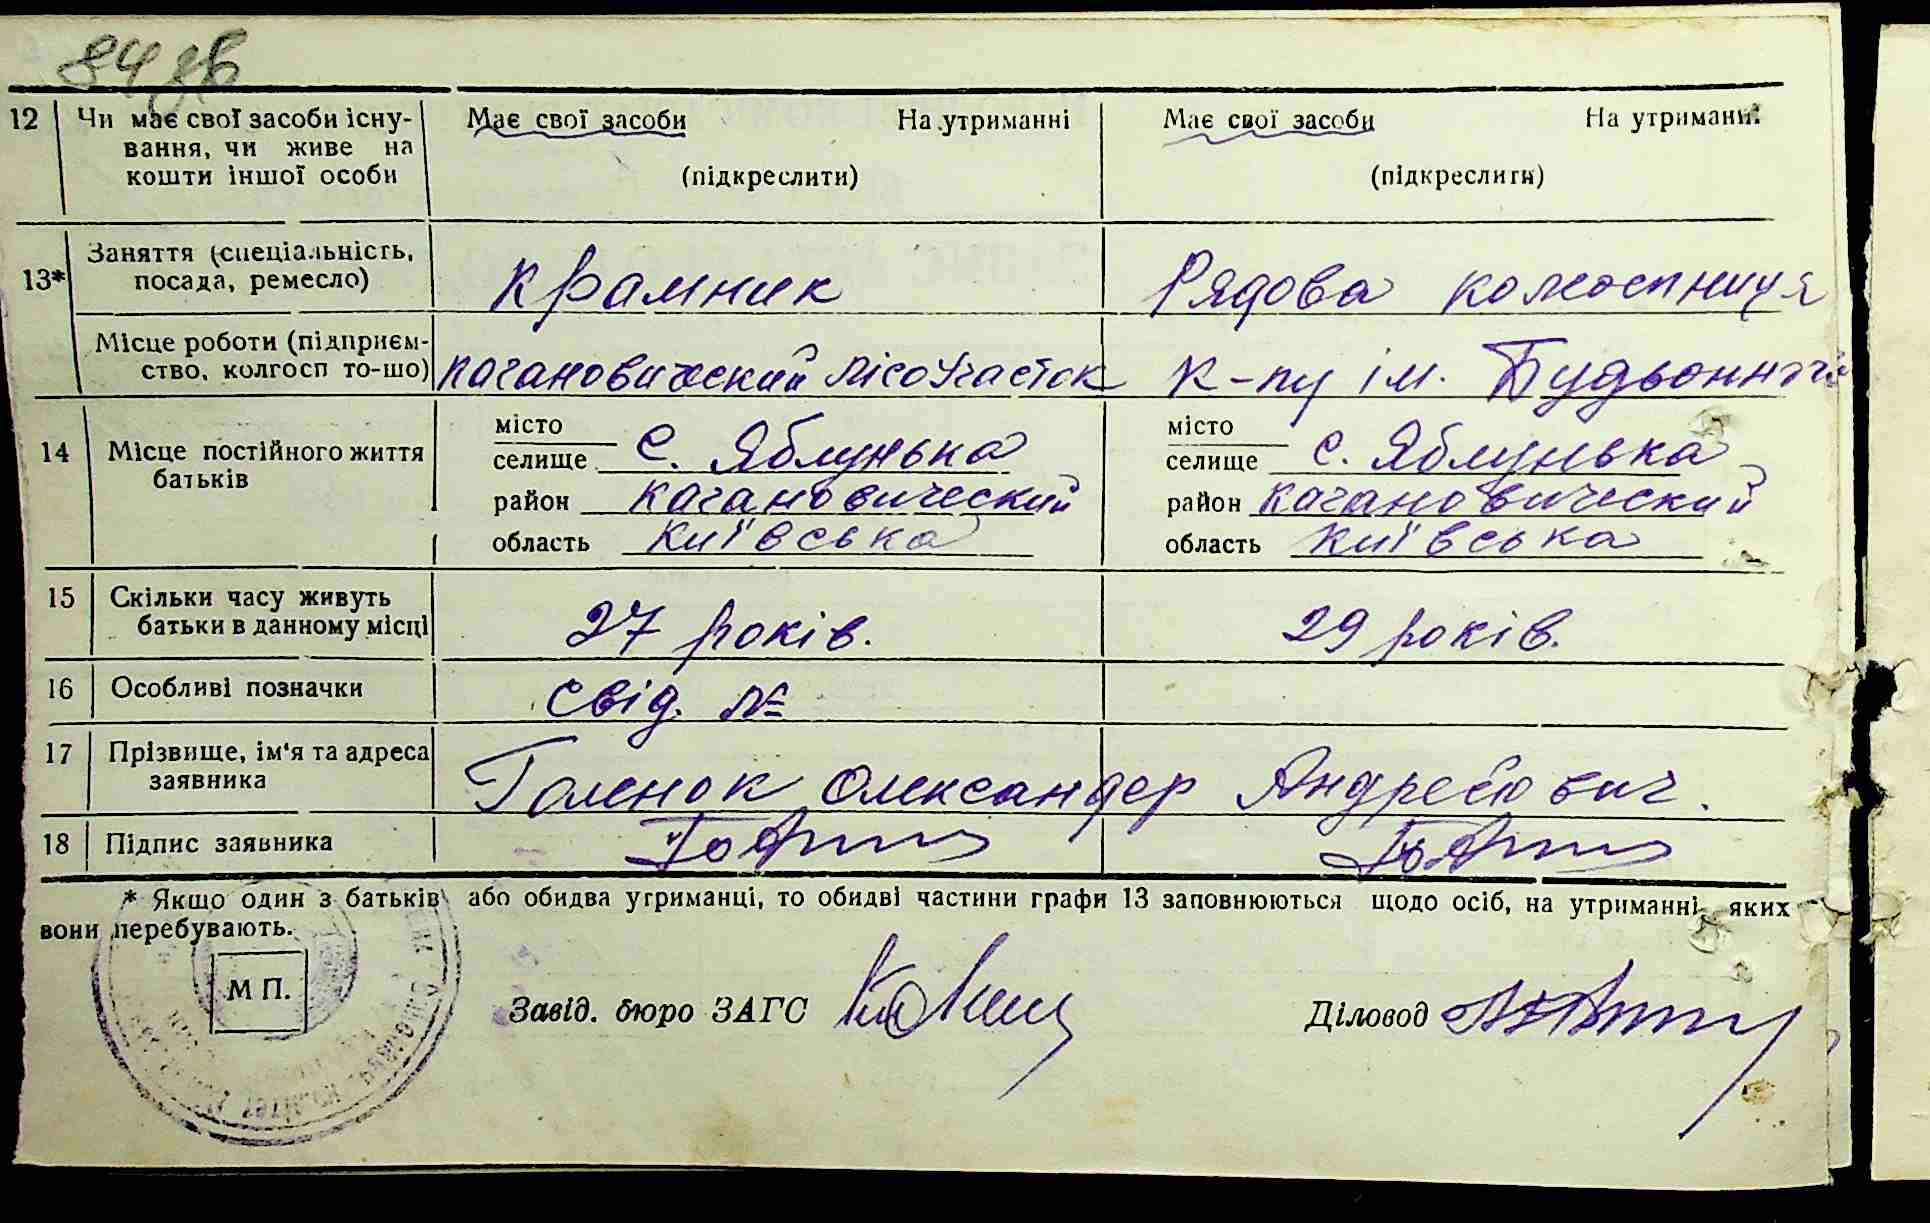 84 зв
12 Чи має свої засоби існу- Має свої засоби На утриманні Має свої засоби На утриманні
вання, чи живе на
кошти іншої особи (підкреслити) (підкреслити)
13* Заняття (спеціальність,
посада, ремесло) Крамник Рядова колгоспниця
Місце роботи (підприєм-
ство, колгосп то-що) Кагановический лісоучасток к-пу ім. Будьонного
14 Місце постійного життя
батьків
місто місто
селище с. Яблунька селище с. Яблунька
район Кагановический район Кагановический
область Київська область Київська
15 Скільки часу живуть
батьки в данному місці 27 років. 29 років.
16 Особливі позначки свід. №
17 Прізвище, ім'я та адреса
заявника Голенок Олександер Андреєвич.
18 Підпис заявника
* Якщо один з батьків або обидва утриманці, то обидві частини графи 13 заповнюються щодо осіб, на утриманні яких
вони перебувають.
М П.
Завід. бюро ЗАГС Діловод